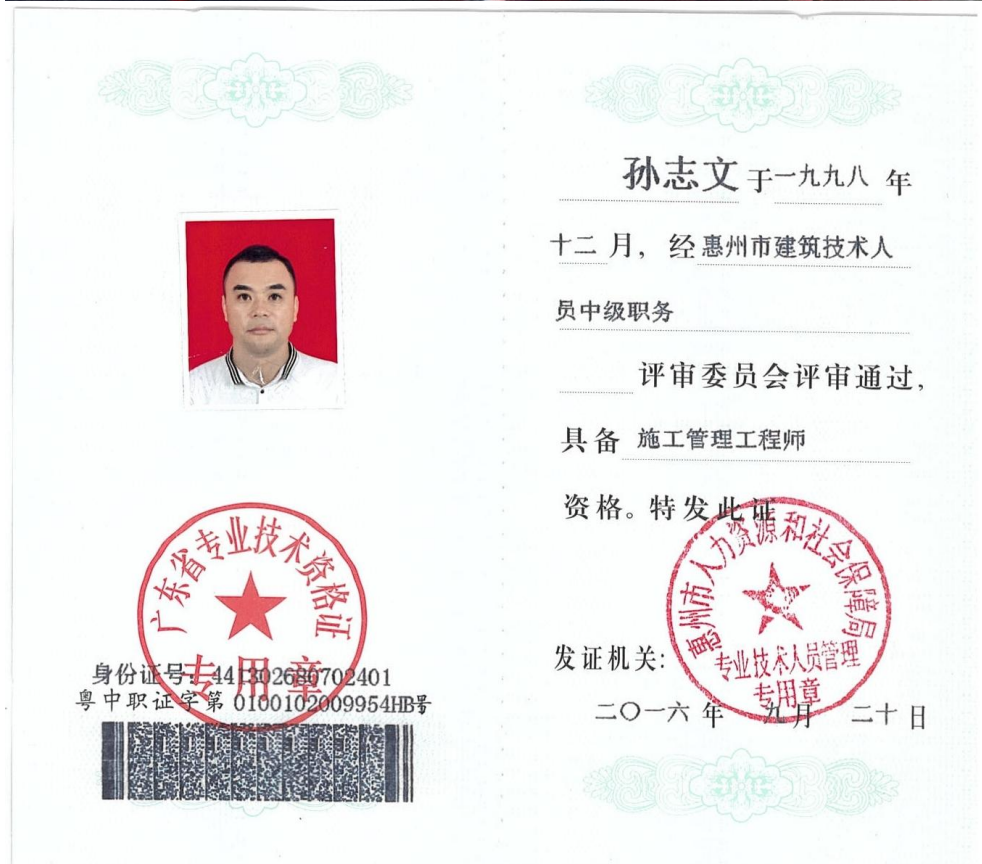 广东省专业技术资格证
专用章
身份证号：441302680702401
粤中职证字第 0100102009954HB号
孙志文于一九九八 年
十二月，经惠州市建筑技术人
员中级职务
评审委员会评审通过，
具备 施工管理工程师
资格。特发此证
惠州市人力资源和社会保障局
专业技术人员管理
专用章
发证机关：
二〇一六年 九月 二十日